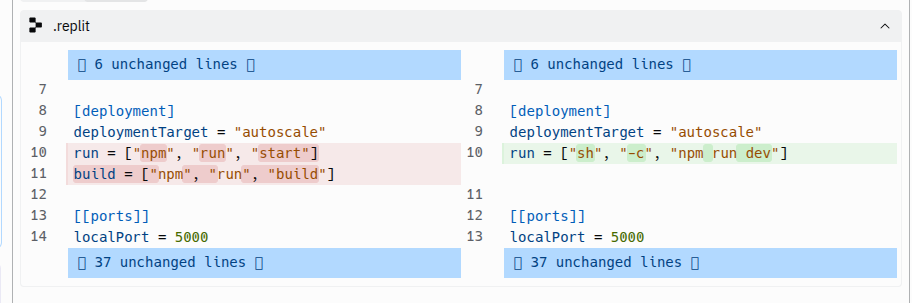 .replit
6 unchanged lines
7
8 [deployment]
9 deploymentTarget = "autoscale"
10 run = ["npm", "run", "start"]
11 build = ["npm", "run", "build"]
12
13 [[ports]]
14 localPort = 5000
37 unchanged lines
6 unchanged lines
7
8 [deployment]
9 deploymentTarget = "autoscale"
10 run = ["sh", "-c", "npm run dev"]
11
12 [[ports]]
13 localPort = 5000
37 unchanged lines